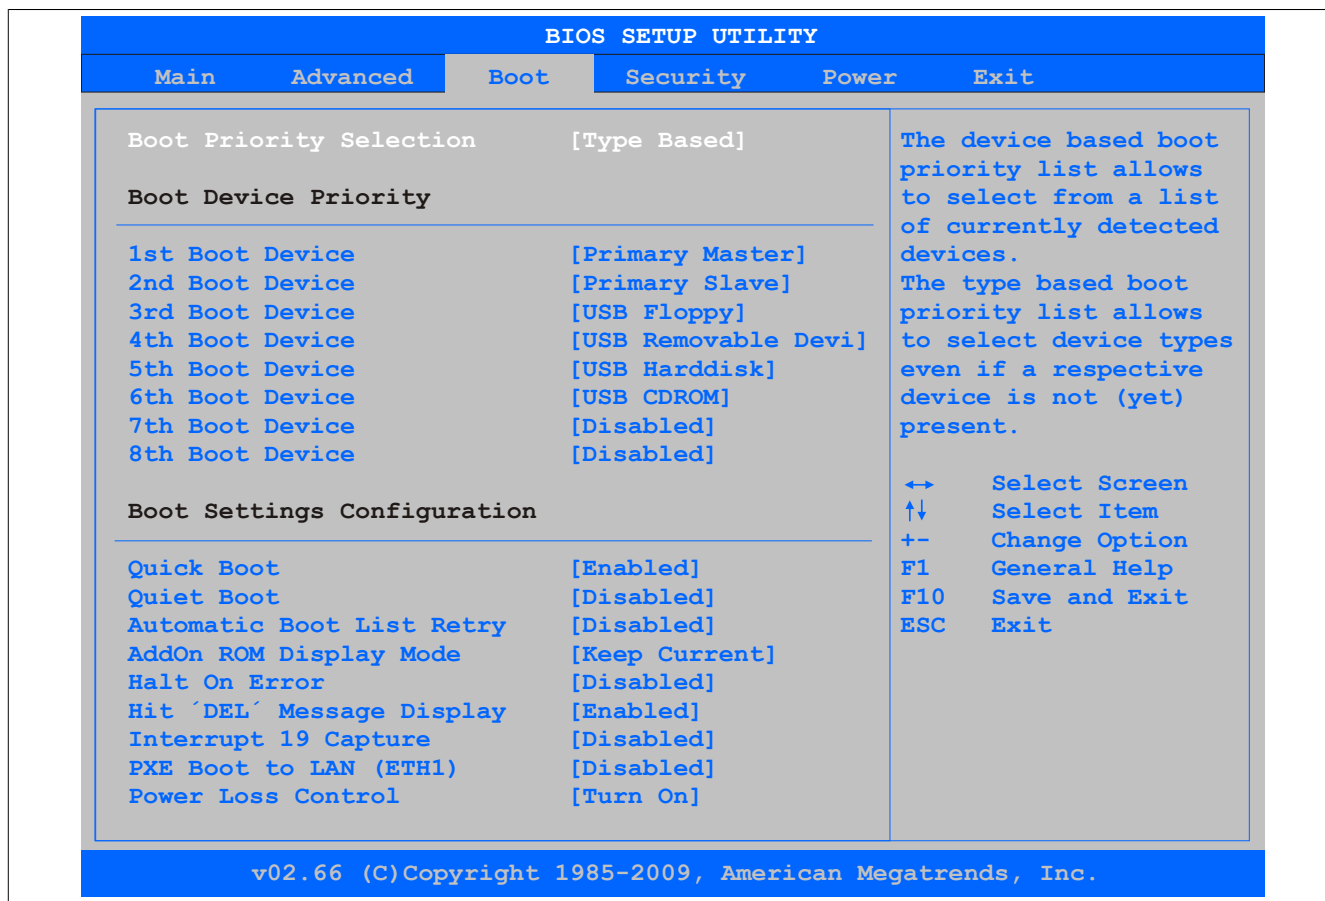 BIOS SETUP UTILITY
Main Advanced Boot Security Power Exit
Boot Priority Selection [Type Based]
Boot Device Priority
1st Boot Device [Primary Master]
2nd Boot Device [Primary Slave]
3rd Boot Device [USB Floppy]
4th Boot Device [USB Removable Devi]
5th Boot Device [USB Harddisk]
6th Boot Device [USB CDROM]
7th Boot Device [Disabled]
8th Boot Device [Disabled]
Boot Settings Configuration
Quick Boot [Enabled]
Quiet Boot [Disabled]
Automatic Boot List Retry [Disabled]
AddOn ROM Display Mode [Keep Current]
Halt On Error [Disabled]
Hit ´DEL´ Message Display [Enabled]
Interrupt 19 Capture [Disabled]
PXE Boot to LAN (ETH1) [Disabled]
Power Loss Control [Turn On]
The device based boot
priority list allows
to select from a list
of currently detected
devices.
The type based boot
priority list allows
to select device types
even if a respective
device is not (yet)
present.
↔ Select Screen
↑↓ Select Item
+- Change Option
F1 General Help
F10 Save and Exit
ESC Exit
v02.66 (C)Copyright 1985-2009, American Megatrends, Inc.